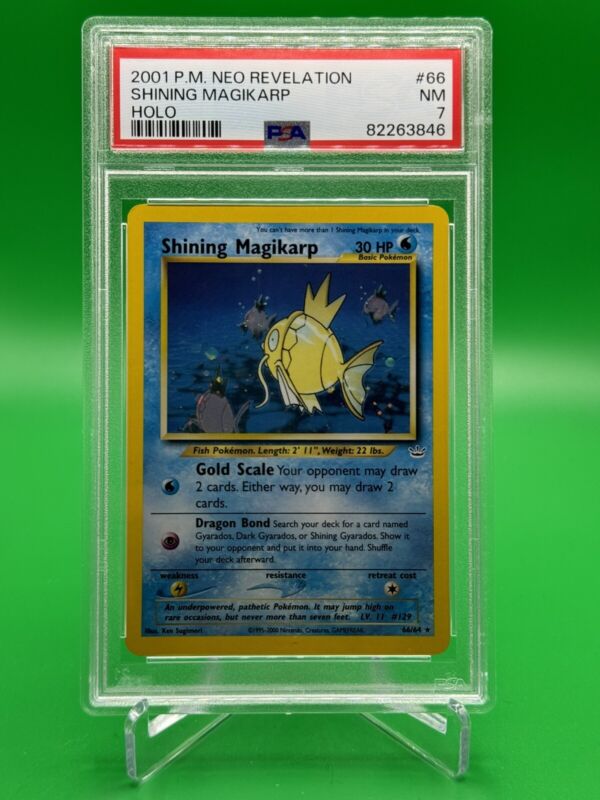 2001 P.M. NEO REVELATION #66
SHINING MAGIKARP NM
HOLO 7
PSA 82263846
You can't have more than 1 Shining Magikarp in your deck.
Shining Magikarp 30 HP
Basic Pokémon
Fish Pokémon. Length: 2' 11", Weight: 22 lbs.
Gold Scale Your opponent may draw
2 cards. Either way, you may draw 2
cards.
Dragon Bond Search your deck for a card named
Gyarados, Dark Gyarados, or Shining Gyarados. Show it
to your opponent and put it into your hand. Shuffle
your deck afterward.
weakness resistance retreat cost
An underpowered, pathetic Pokémon. It may jump high on
rare occasions, but never more than seven feet. LV. 11 #129
Illus. Ken Sugimori ©1995-2000 Nintendo, Creatures, GAMEFREAK. 66/64 ★
PSA